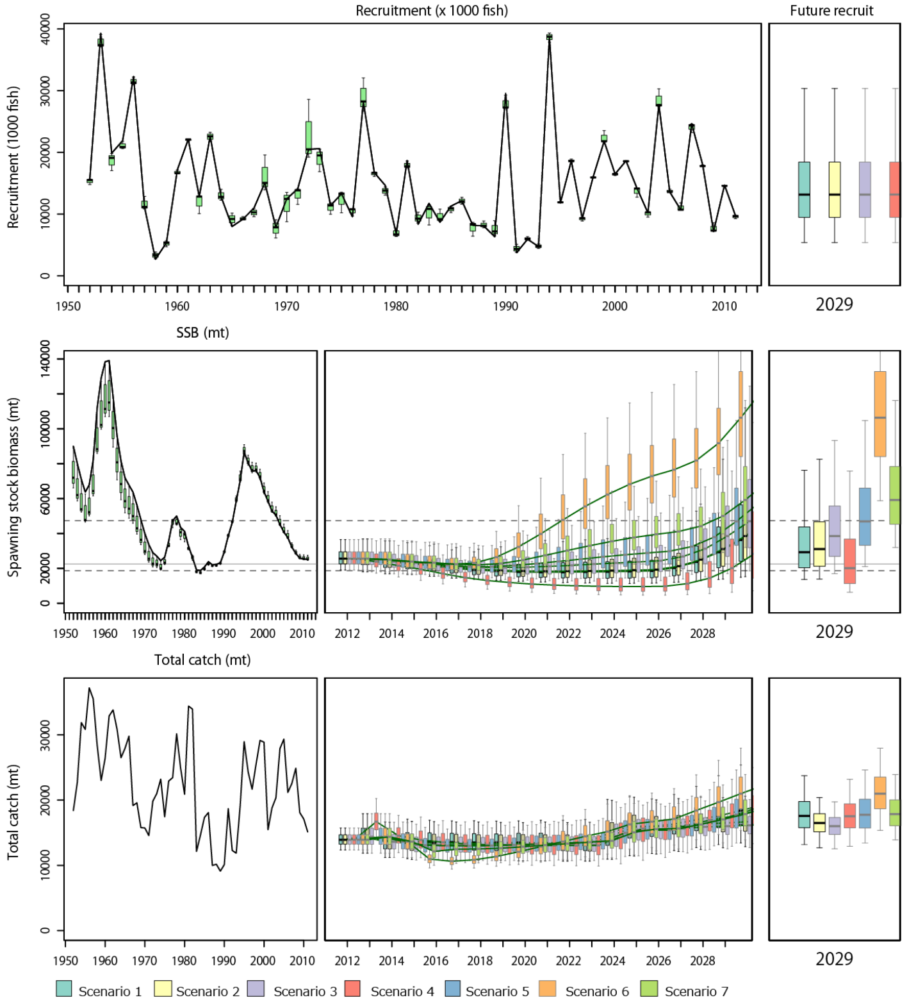 Recruitment (x 1000 fish)
Future recruit
Recruitment (1000 fish)
40000
30000
20000
10000
0
1950 1960 1970 1980 1990 2000 2010
2029
SSB (mt)
Spawning stock biomass (mt)
140000
100000
60000
20000
0
1950 1960 1970 1980 1990 2000 2010
2012 2014 2016 2018 2020 2022 2024 2026 2028
2029
Total catch (mt)
Total catch (mt)
30000
20000
10000
0
1950 1960 1970 1980 1990 2000 2010
2012 2014 2016 2018 2020 2022 2024 2026 2028
2029
Scenario 1 Scenario 2 Scenario 3 Scenario 4 Scenario 5 Scenario 6 Scenario 7